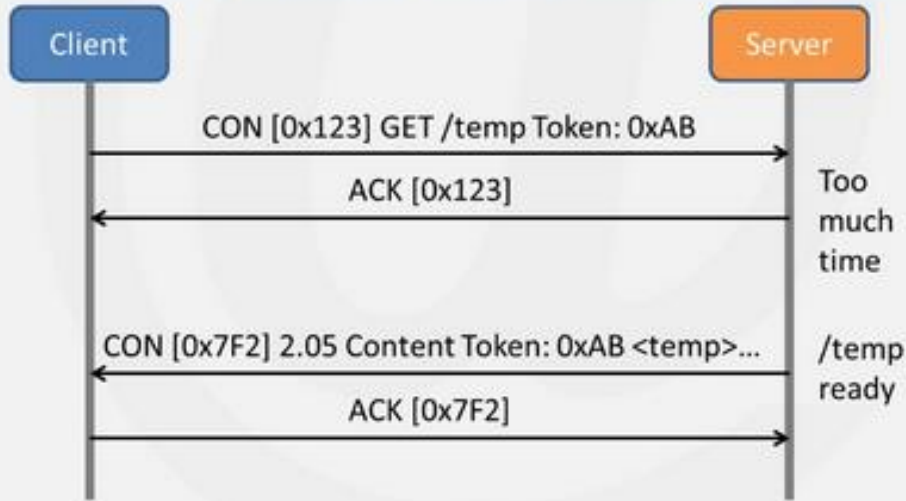 Client
Server
CON [0x123] GET /temp Token: 0xAB
ACK [0x123]
Too
much
time
CON [0x7F2] 2.05 Content Token: 0xAB <temp>...
/temp
ready
ACK [0x7F2]